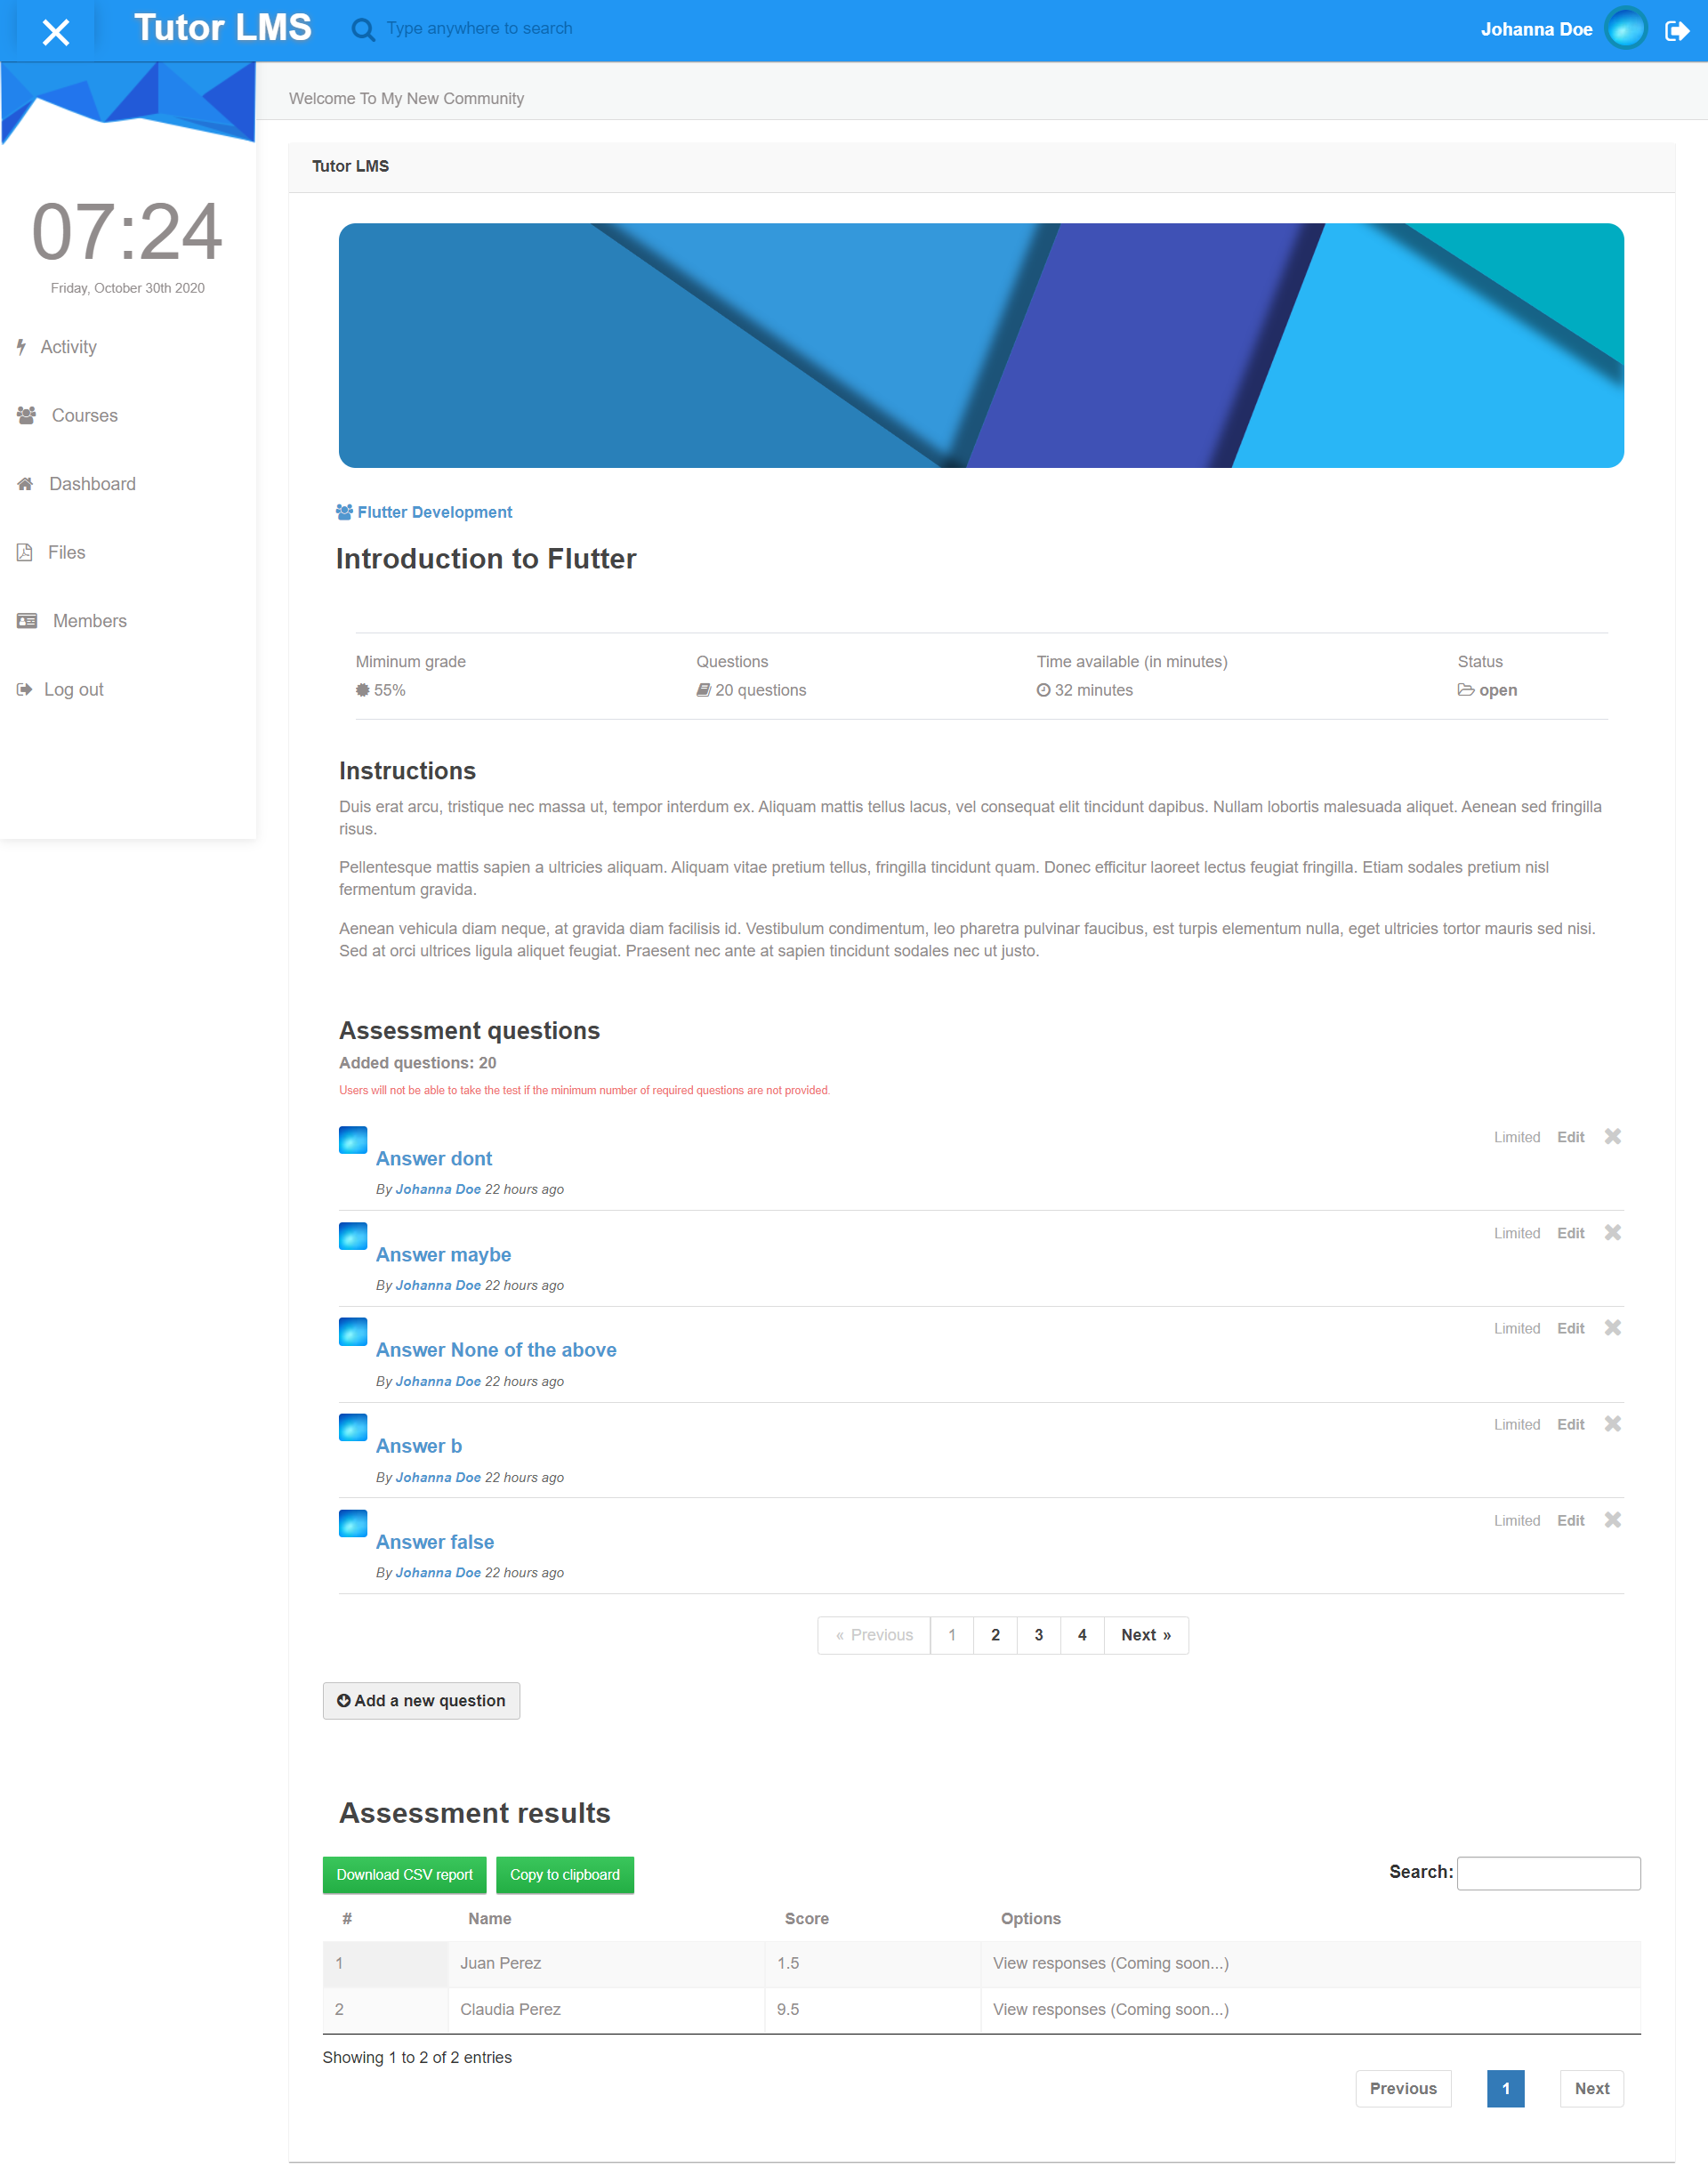 Tutor LMS
Type anywhere to search
Johanna Doe
Welcome To My New Community
07:24
Friday, October 30th 2020
Activity
Courses
Dashboard
Files
Members
Log out
Tutor LMS
Flutter Development
Introduction to Flutter
Miminum grade
55%
Questions
20 questions
Time available (in minutes)
32 minutes
Status
open
Instructions
Duis erat arcu, tristique nec massa ut, tempor interdum ex. Aliquam mattis tellus lacus, vel consequat elit tincidunt dapibus. Nullam lobortis malesuada aliquet. Aenean sed fringilla
risus.
Pellentesque mattis sapien a ultricies aliquam. Aliquam vitae pretium tellus, fringilla tincidunt quam. Donec efficitur laoreet lectus feugiat fringilla. Etiam sodales pretium nisl
fermentum gravida.
Aenean vehicula diam neque, at gravida diam facilisis id. Vestibulum condimentum, leo pharetra pulvinar faucibus, est turpis elementum nulla, eget ultricies tortor mauris sed nisi.
Sed at orci ultrices ligula aliquet feugiat. Praesent nec ante at sapien tincidunt sodales nec ut justo.
Assessment questions
Added questions: 20
Users will not be able to take the test if the minimum number of required questions are not provided.
Limited Edit
Answer dont
By Johanna Doe 22 hours ago
Limited Edit
Answer maybe
By Johanna Doe 22 hours ago
Limited Edit
Answer None of the above
By Johanna Doe 22 hours ago
Limited Edit
Answer b
By Johanna Doe 22 hours ago
Limited Edit
Answer false
By Johanna Doe 22 hours ago
« Previous 1 2 3 4 Next »
Add a new question
Assessment results
Download CSV report Copy to clipboard Search:
# Name Score Options
1 Juan Perez 1.5 View responses (Coming soon...)
2 Claudia Perez 9.5 View responses (Coming soon...)
Showing 1 to 2 of 2 entries
Previous 1 Next